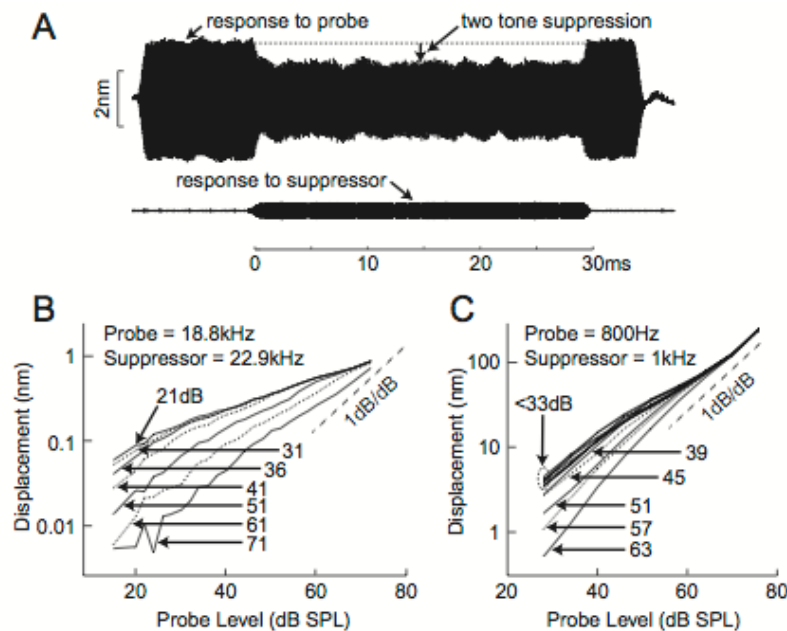 A
response to probe
two tone suppression
2nm
response to suppressor
0 10 20 30ms
B
Probe = 18.8kHz
Suppressor = 22.9kHz
21dB
1dB/dB
31
36
41
51
61
71
Displacement (nm)
1
0.1
0.01
20 40 60 80
Probe Level (dB SPL)
C
Probe = 800Hz
Suppressor = 1kHz
<33dB
1dB/dB
39
45
51
57
63
Displacement (nm)
100
10
1
20 40 60 80
Probe Level (dB SPL)